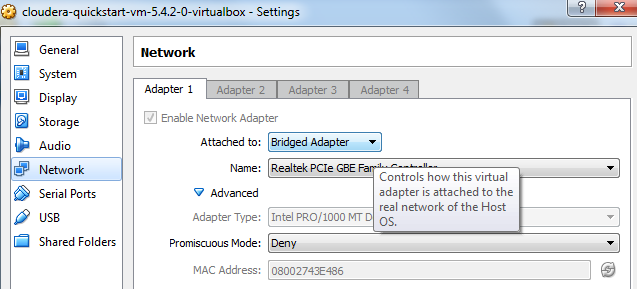 cloudera-quickstart-vm-5.4.2-0-virtualbox - Settings
?
General
System
Display
Storage
Audio
Network
Serial Ports
USB
Shared Folders
Network
Adapter 1 Adapter 2 Adapter 3 Adapter 4
Enable Network Adapter
Attached to: Bridged Adapter
Name: Realtek PCIe GBE Family Controller
Advanced
Adapter Type: Intel PRO/1000 MT
Promiscuous Mode: Deny
MAC Address: 08002743E486
Controls how this virtual
adapter is attached to the
real network of the Host
OS.